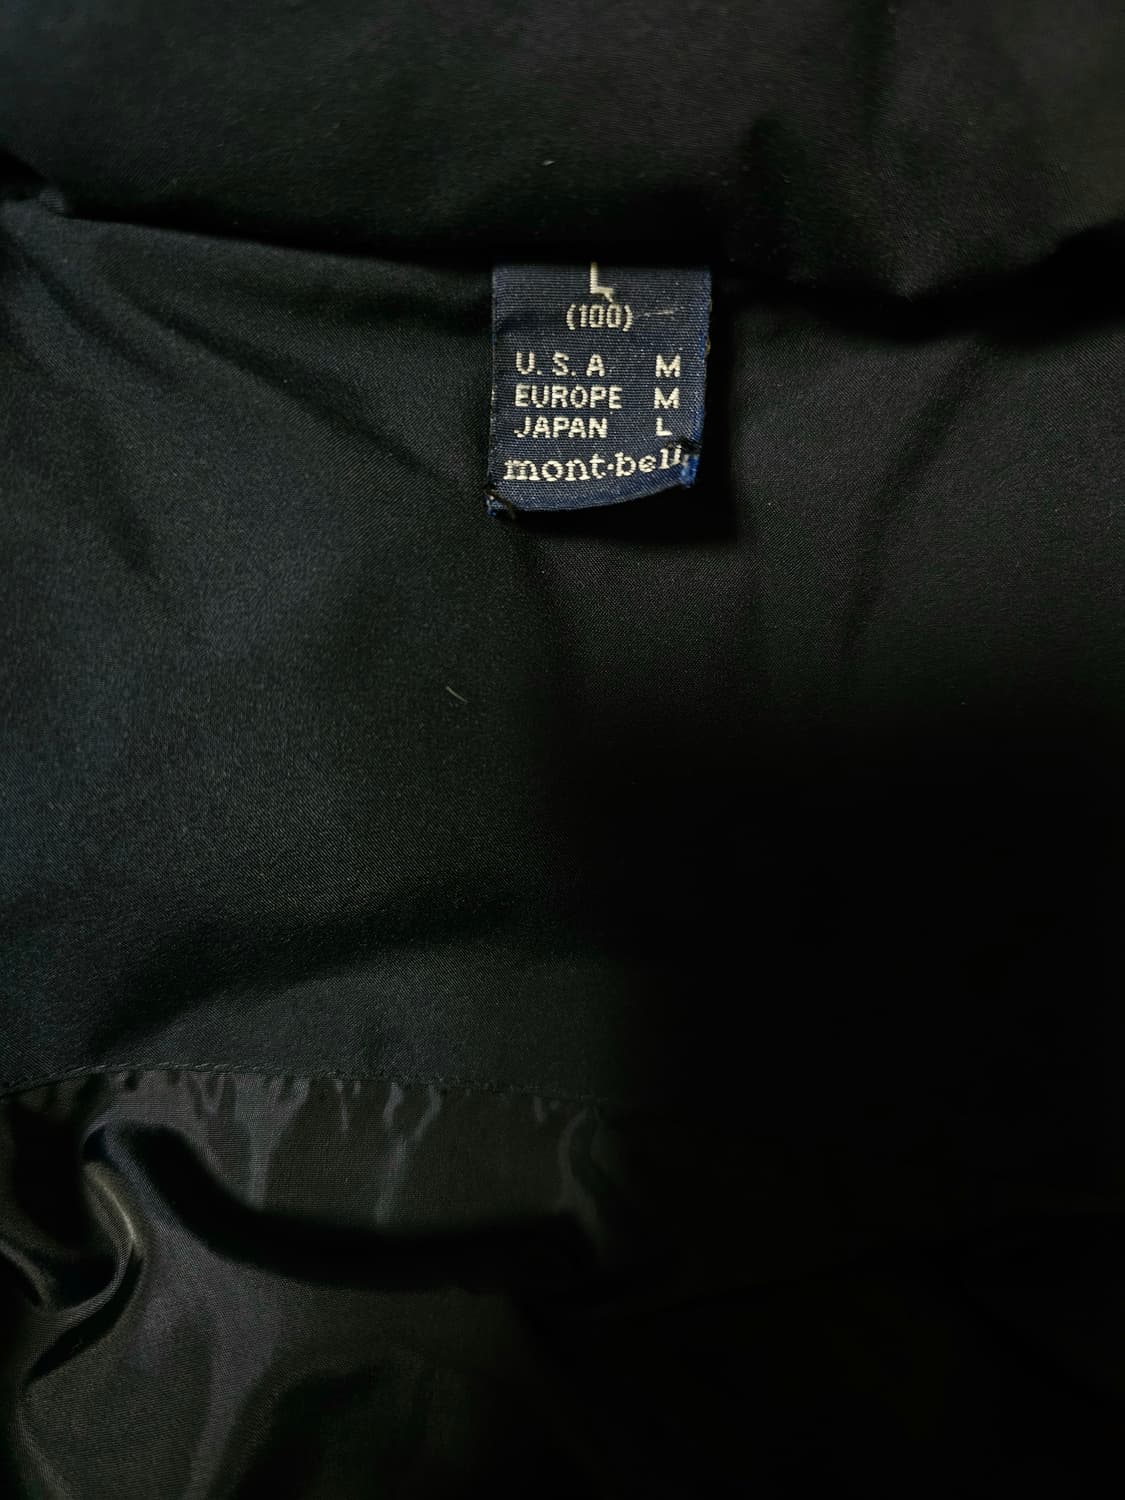 L
(100)
U.S.A M
EUROPE M
JAPAN L
mont·bell